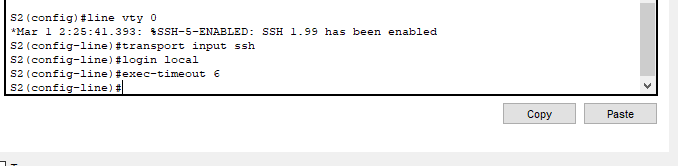 S2(config)#line vty 0
*Mar 1 2:25:41.393: %SSH-5-ENABLED: SSH 1.99 has been enabled
S2(config-line)#transport input ssh
S2(config-line)#login local
S2(config-line)#exec-timeout 6
S2(config-line)#
Copy Paste